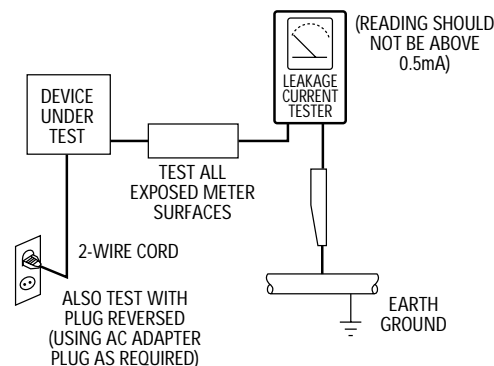 (READING SHOULD
NOT BE ABOVE
0.5mA)
LEAKAGE
CURRENT
TESTER
DEVICE
UNDER
TEST
TEST ALL
EXPOSED METER
SURFACES
2-WIRE CORD
ALSO TEST WITH
PLUG REVERSED
(USING AC ADAPTER
PLUG AS REQUIRED)
EARTH
GROUND